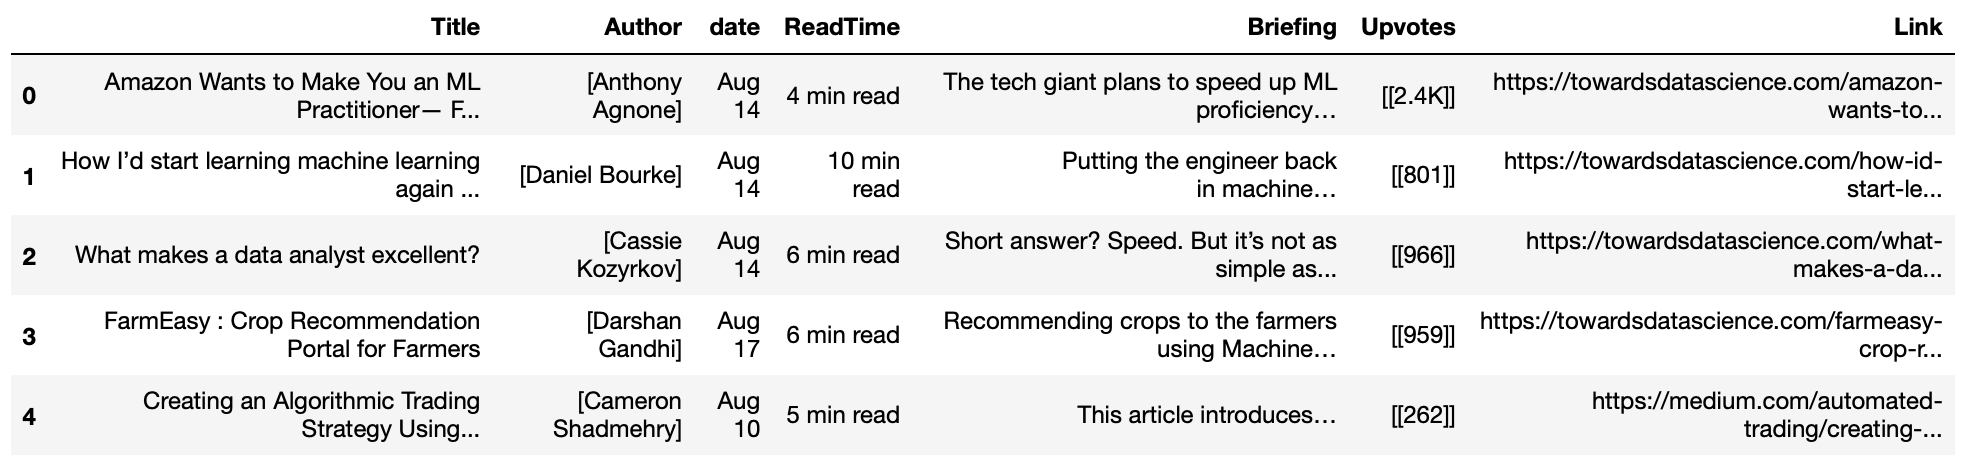 Title Author date ReadTime Briefing Upvotes Link
0 Amazon Wants to Make You an ML Practitioner— F... [Anthony Agnone] Aug 14 4 min read The tech giant plans to speed up ML proficiency… [[2.4K]] https://towardsdatascience.com/amazon-wants-to...
1 How I’d start learning machine learning again ... [Daniel Bourke] Aug 14 10 min read Putting the engineer back in machine… [[801]] https://towardsdatascience.com/how-id-start-le...
2 What makes a data analyst excellent? [Cassie Kozyrkov] Aug 14 6 min read Short answer? Speed. But it’s not as simple as... [[966]] https://towardsdatascience.com/what-makes-a-da...
3 FarmEasy : Crop Recommendation Portal for Farmers [Darshan Gandhi] Aug 17 6 min read Recommending crops to the farmers using Machine… [[959]] https://towardsdatascience.com/farmeasy-crop-r...
4 Creating an Algorithmic Trading Strategy Using... [Cameron Shadmehry] Aug 10 5 min read This article introduces… [[262]] https://medium.com/automated-trading/creating-...